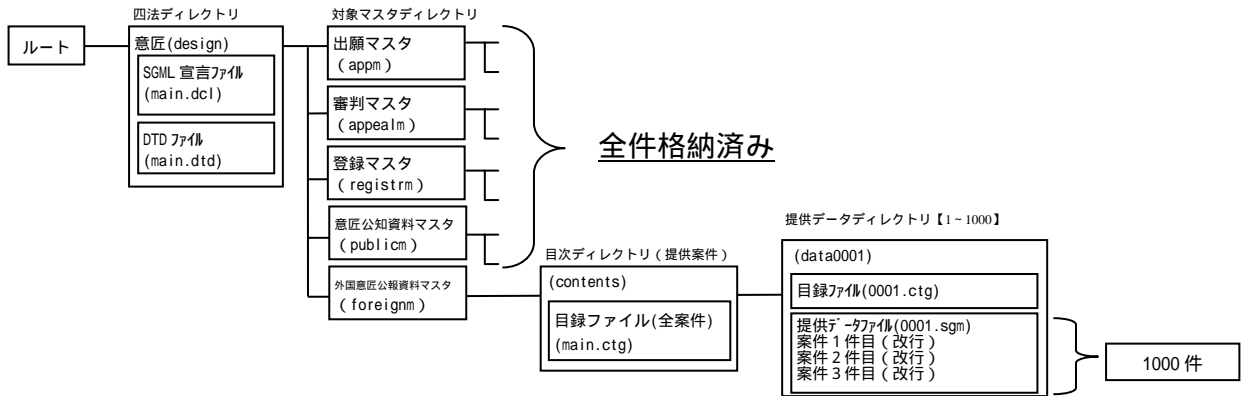 四法ディレクトリ
対象マスタディレクトリ
ルート
意匠(design)
SGML 宣言ファイル
(main.dcl)
DTD ファイル
(main.dtd)
出願マスタ
(appm)
審判マスタ
(appealm)
登録マスタ
(registrm)
意匠公知資料マスタ
(publicm)
外国意匠公報資料マスタ
(foreignm)
全件格納済み
目次ディレクトリ(提供案件)
(contents)
目録ファイル(全案件)
(main.ctg)
提供データディレクトリ【1~1000】
(data0001)
目録ファイル(0001.ctg)
提供データファイル(0001.sgm)
案件1件目(改行)
案件2件目(改行)
案件3件目(改行)
1000 件